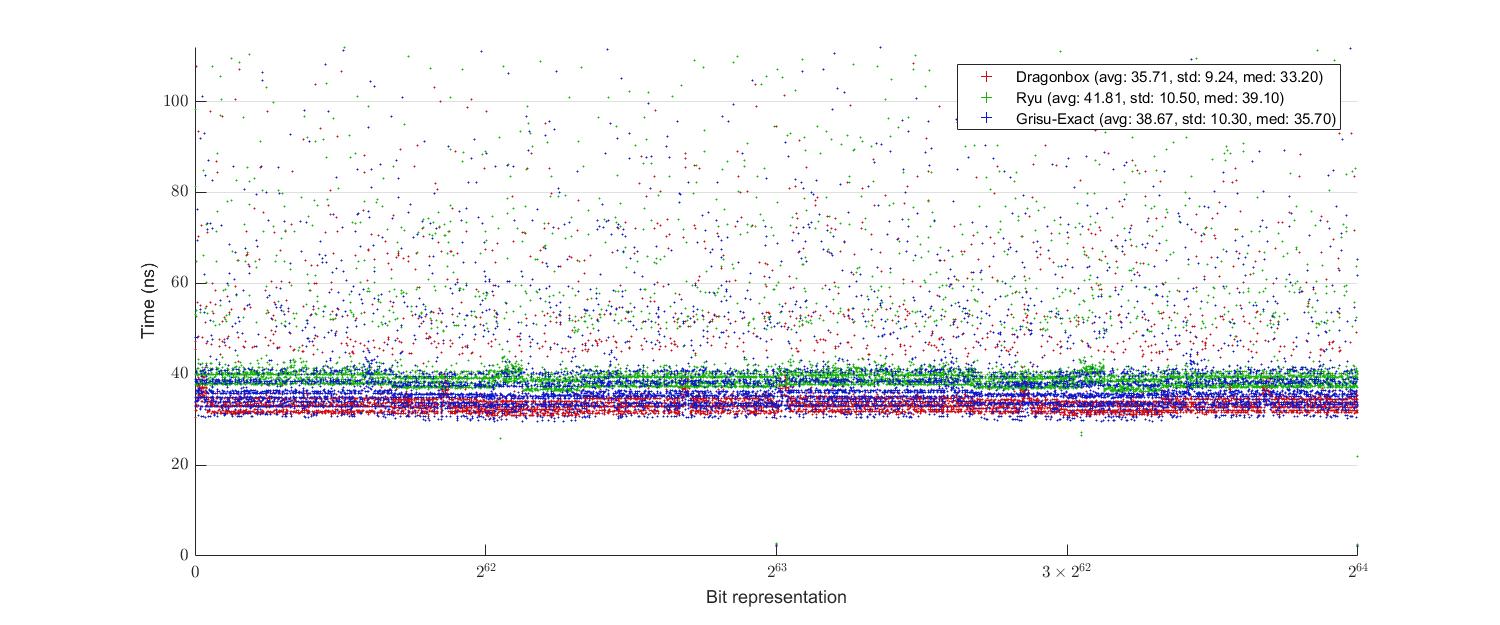 100
80
60
40
20
0
Time (ns)
Dragonbox (avg: 35.71, std: 9.24, med: 33.20)
Ryu (avg: 41.81, std: 10.50, med: 39.10)
Grisu-Exact (avg: 38.67, std: 10.30, med: 35.70)
0 2^62 2^63 3 × 2^62 2^64
Bit representation